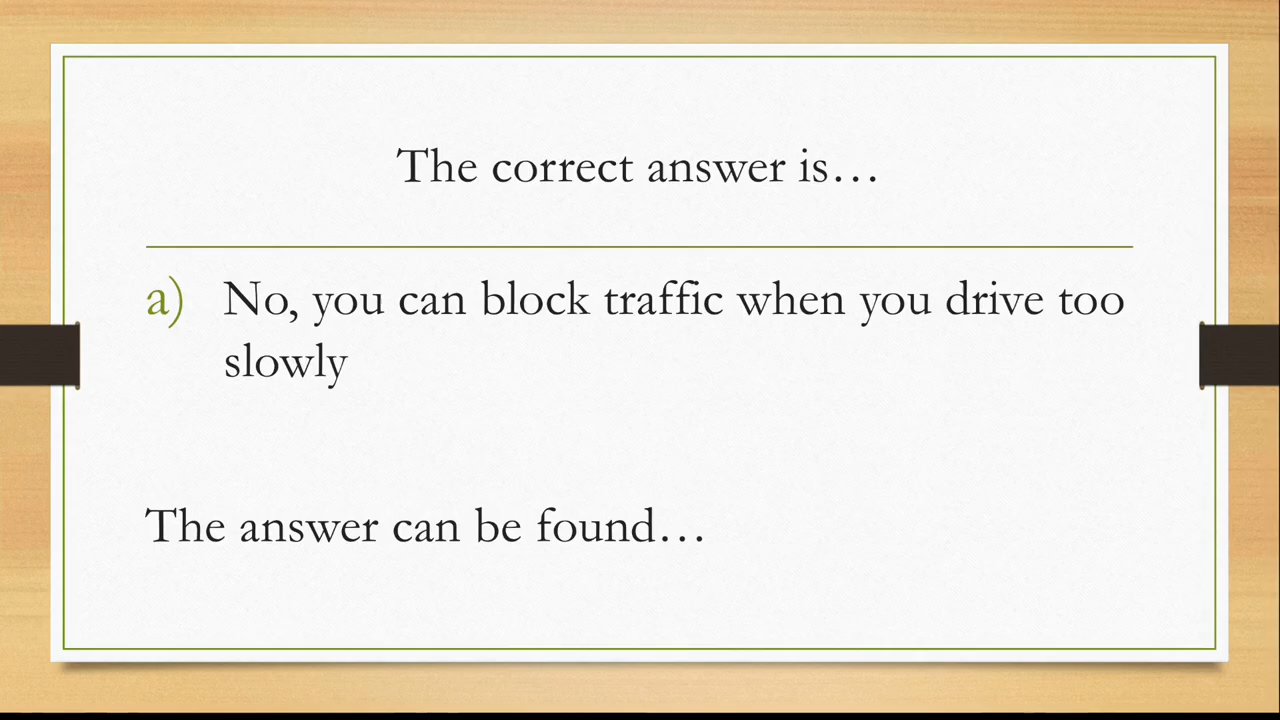 The correct answer is…
a) No, you can block traffic when you drive too
slowly
The answer can be found…